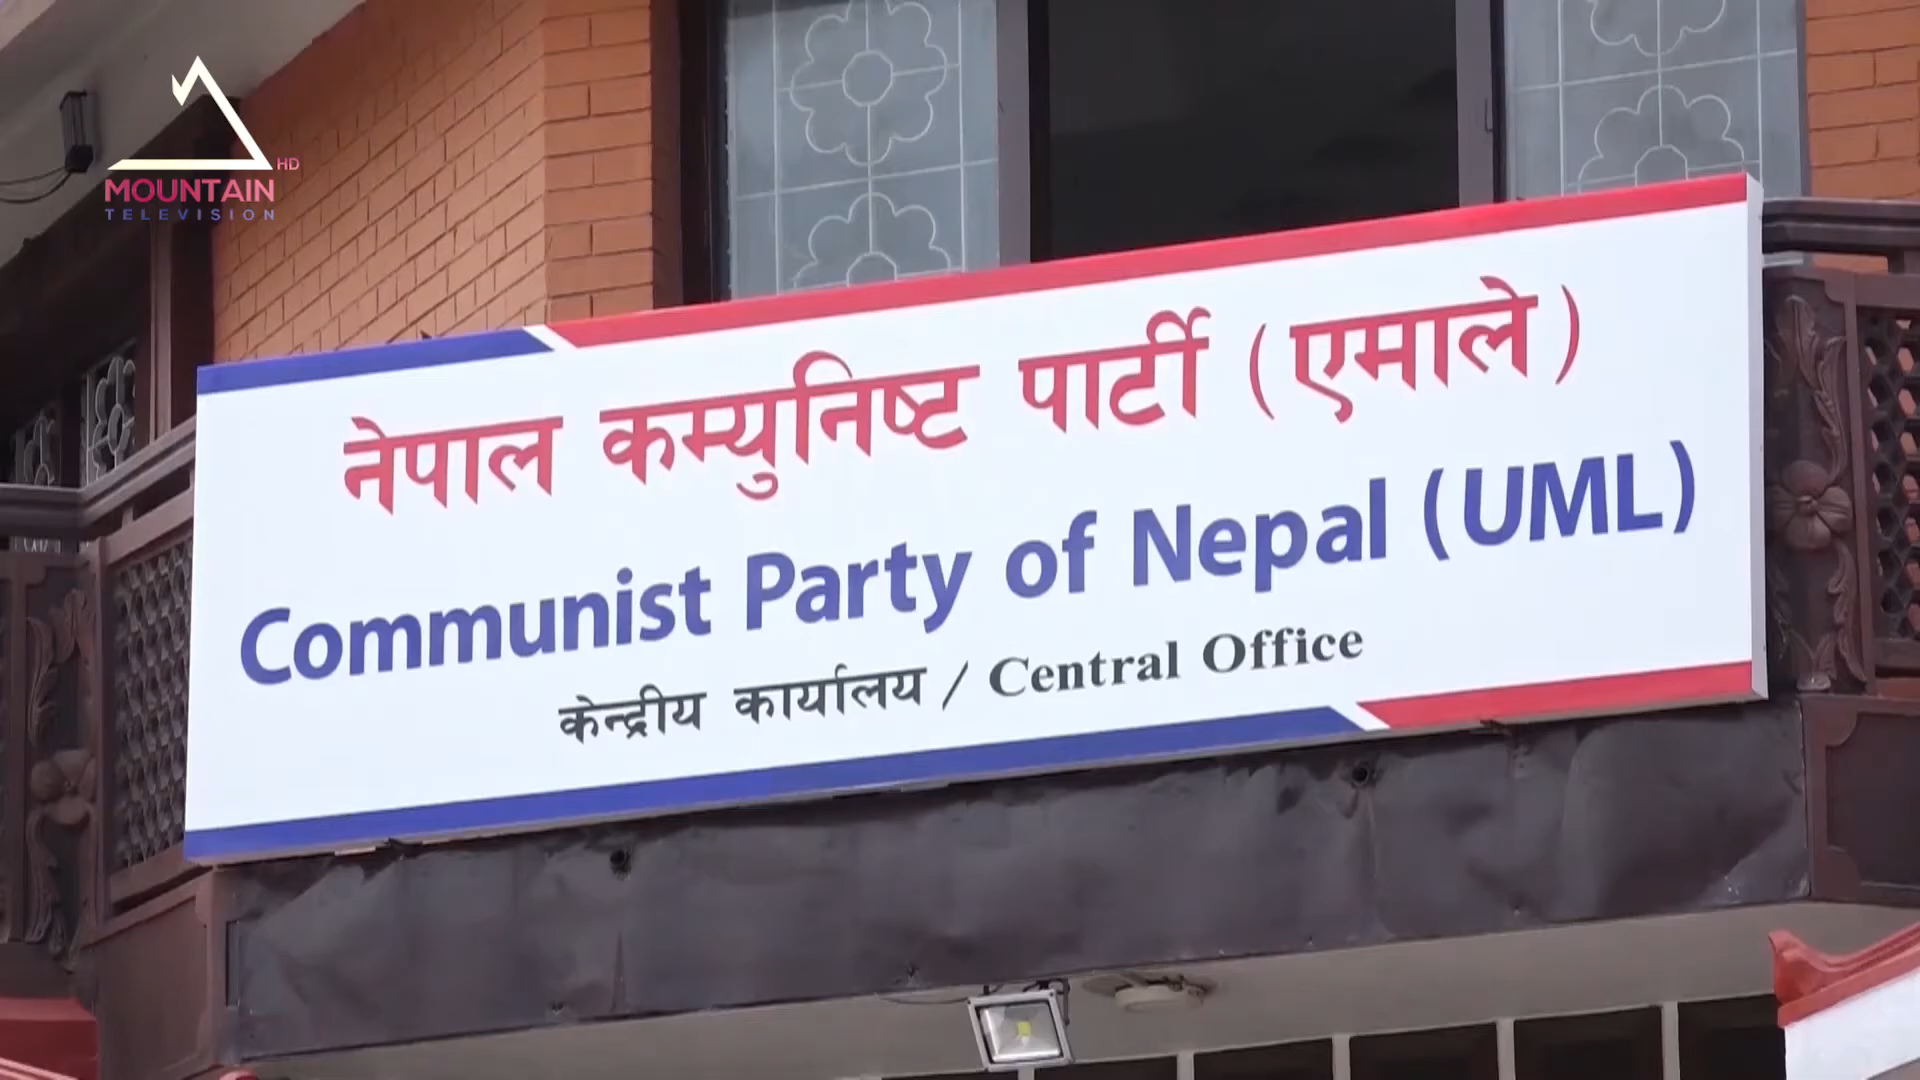 HD
MOUNTAIN
TELEVISION
नेपाल कम्युनिष्ट पार्टी (एमाले)
Communist Party of Nepal (UML)
केन्द्रीय कार्यालय / Central Office